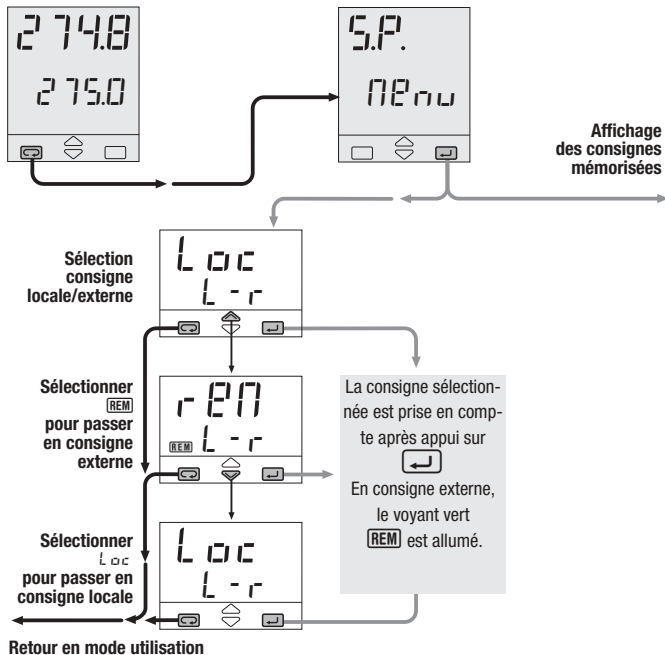 274.8
275.0
S.P.
MEnu
Affichage
des consignes
mémorisées
Sélection
consigne
locale/externe
Loc
L-r
Sélectionner
REM
pour passer
en consigne
externe
rEM
REM L-r
La consigne sélection-
née est prise en comp-
te après appui sur
En consigne externe,
le voyant vert
REM est allumé.
Sélectionner
Loc
pour passer en
consigne locale
Loc
L-r
Retour en mode utilisation